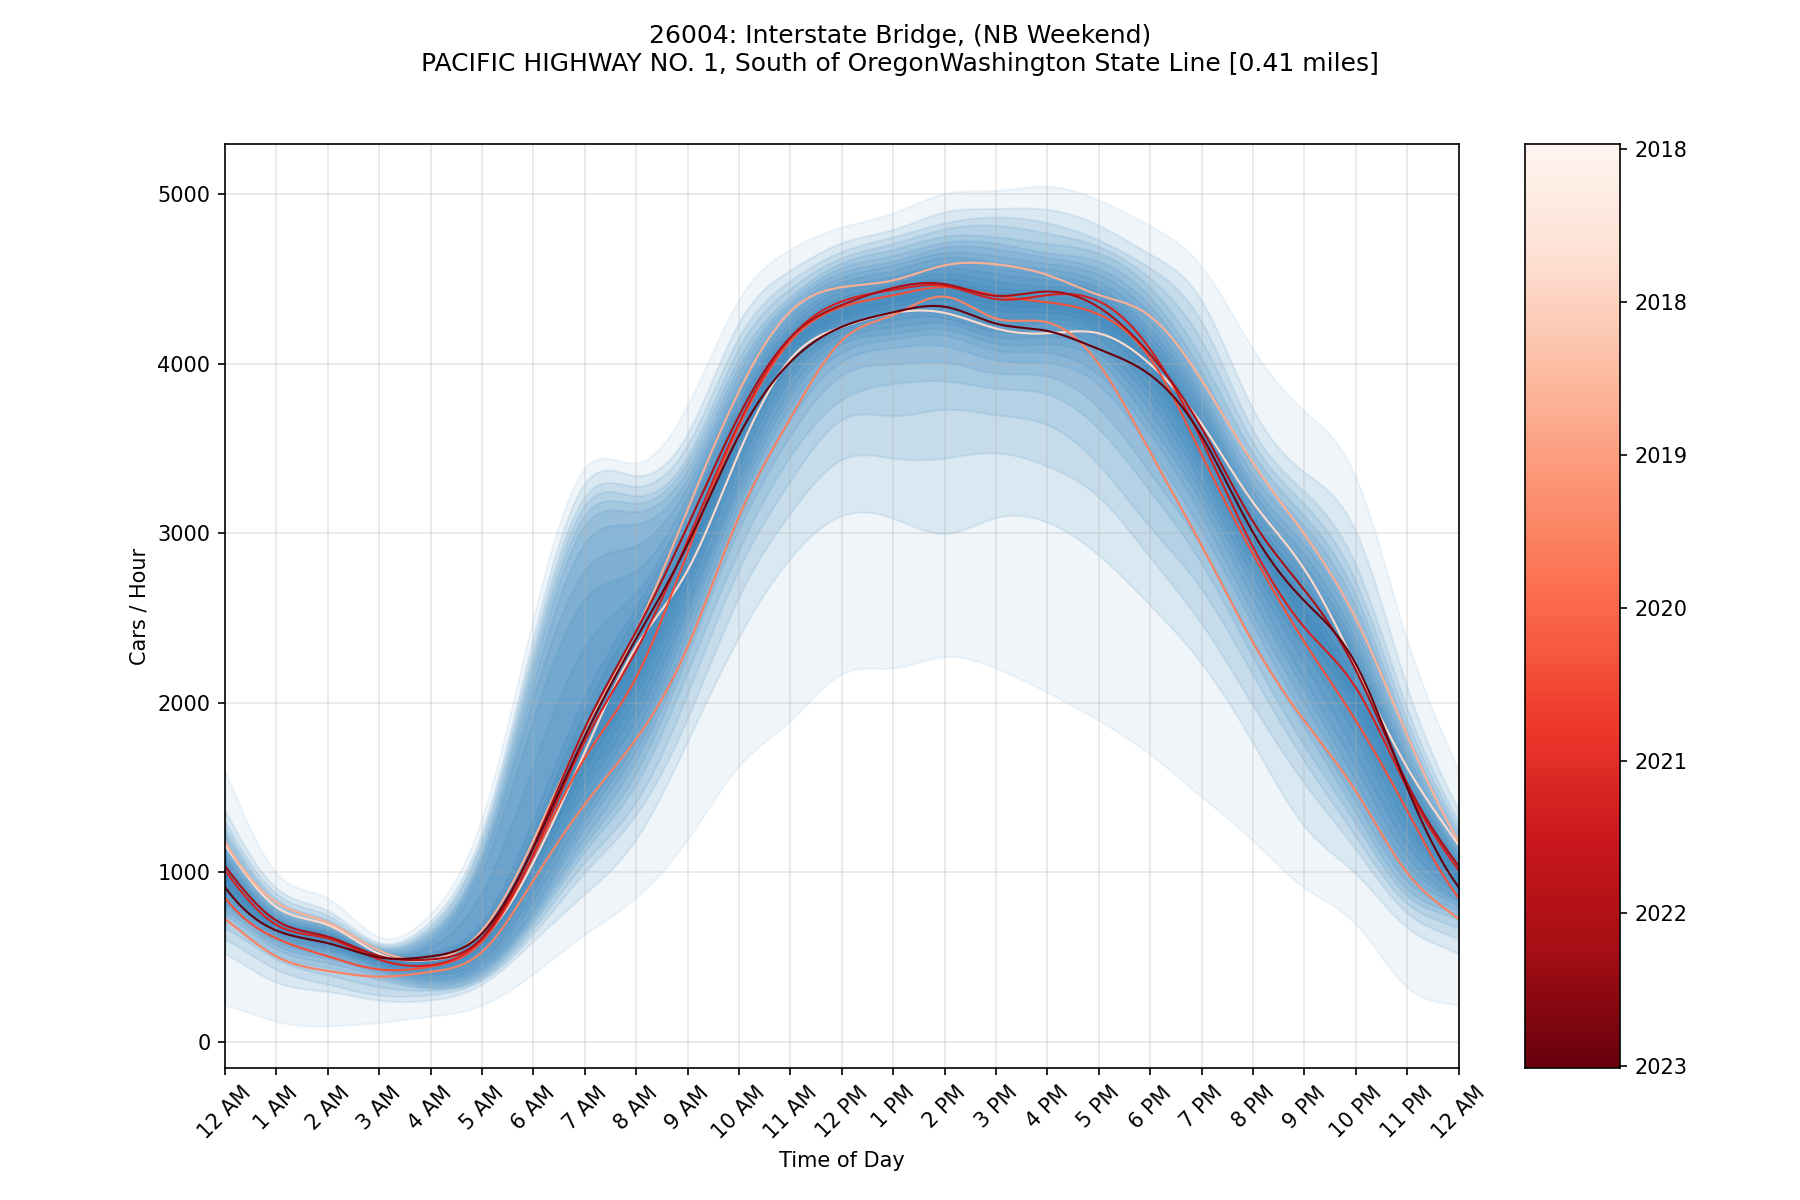 26004: Interstate Bridge, (NB Weekend)
PACIFIC HIGHWAY NO. 1, South of OregonWashington State Line [0.41 miles]
5000
4000
3000
2000
1000
0
Cars / Hour
12 AM
1 AM
2 AM
3 AM
4 AM
5 AM
6 AM
7 AM
8 AM
9 AM
10 AM
11 AM
12 PM
1 PM
2 PM
3 PM
4 PM
5 PM
6 PM
7 PM
8 PM
9 PM
10 PM
11 PM
12 AM
Time of Day
2018
2018
2019
2020
2021
2022
2023